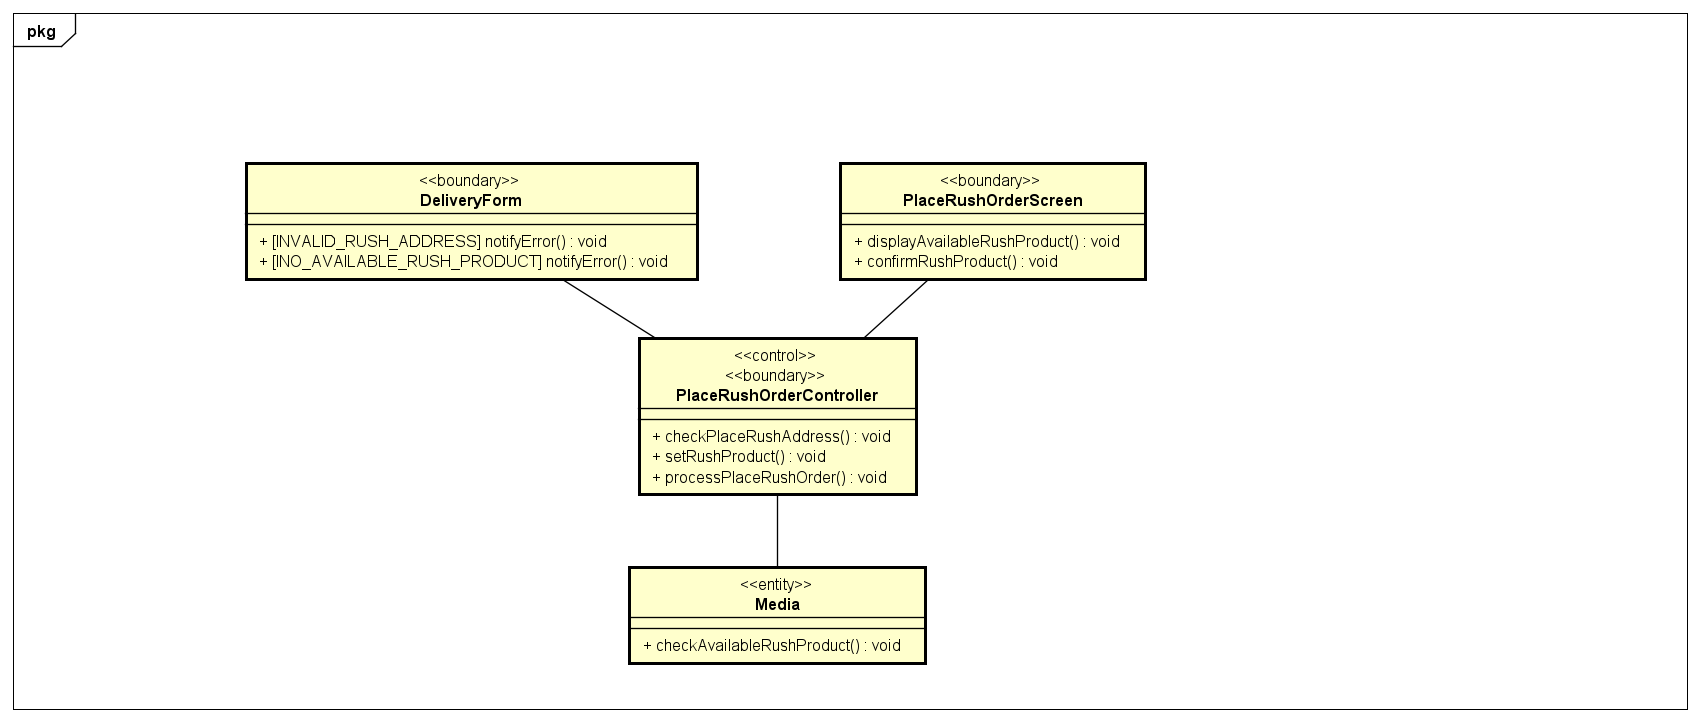 pkg
<<boundary>>
DeliveryForm
+ [INVALID_RUSH_ADDRESS] notifyError() : void
+ [INO_AVAILABLE_RUSH_PRODUCT] notifyError() : void
<<boundary>>
PlaceRushOrderScreen
+ displayAvailableRushProduct() : void
+ confirmRushProduct() : void
<<control>>
<<boundary>>
PlaceRushOrderController
+ checkPlaceRushAddress() : void
+ setRushProduct() : void
+ processPlaceRushOrder() : void
<<entity>>
Media
+ checkAvailableRushProduct() : void